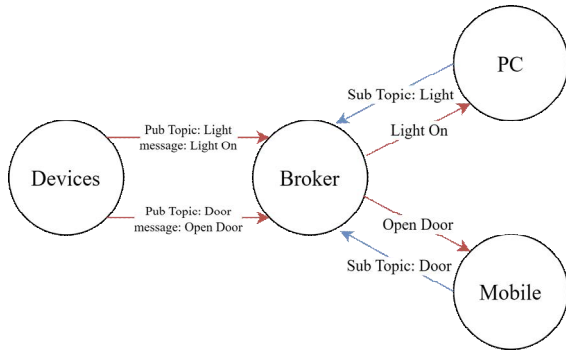 PC
Sub Topic: Light
Pub Topic: Light
message: Light On
Light On
Devices
Broker
Pub Topic: Door
message: Open Door
Open Door
Sub Topic: Door
Mobile